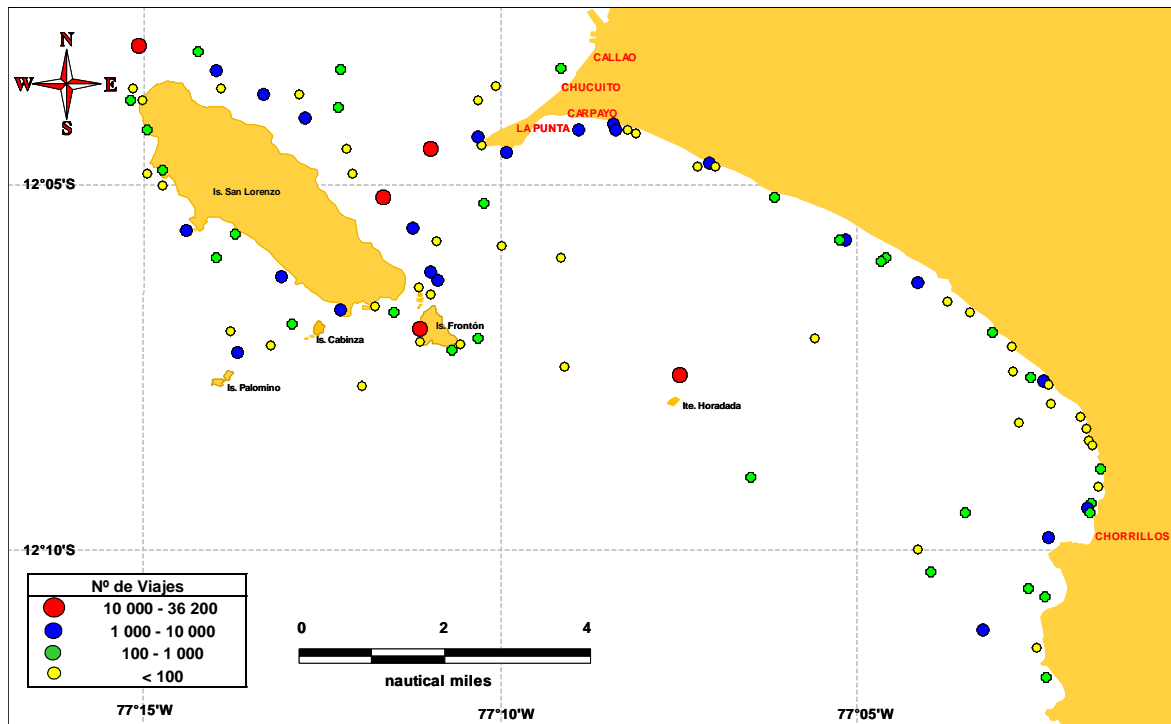 N
W E
S
CALLAO
CHUCUITO
CARPAYO
LA PUNTA
12°05'S
Is. San Lorenzo
Is. Frontón
Is. Cabinza
Is. Palomino
Ite. Horadada
12°10'S
CHORRILLOS
Nº de Viajes
10 000 - 36 200
1 000 - 10 000
100 - 1 000
< 100
0 2 4
nautical miles
77°15'W 77°10'W 77°05'W